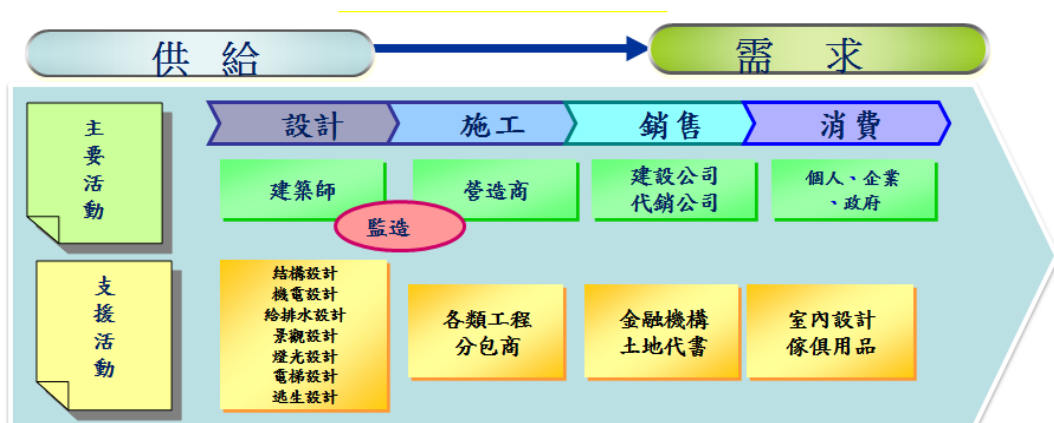 供 給
需 求
主
要
活
動
設計
施工
銷售
消費
建築師
營造商
建設公司
代銷公司
個人、企業
、政府
監造
支
援
活
動
結構設計
機電設計
給排水設計
景觀設計
燈光設計
電梯設計
逃生設計
各類工程
分包商
金融機構
土地代書
室內設計
傢俱用品